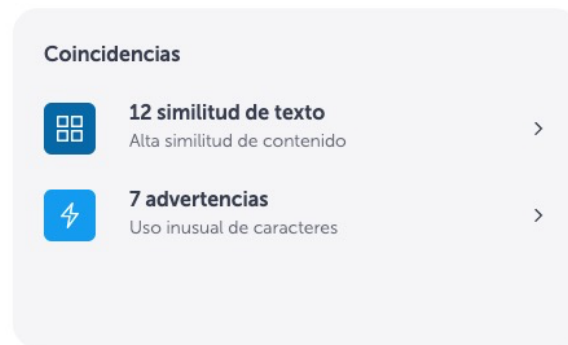 Coincidencias
12 similitud de texto
Alta similitud de contenido
7 advertencias
Uso inusual de caracteres